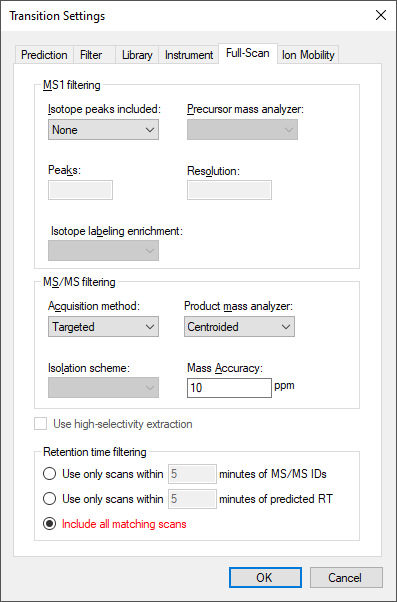 Transition Settings
Prediction Filter Library Instrument Full-Scan Ion Mobility
MS1 filtering
Isotope peaks included: Precursor mass analyzer:
None
Peaks: Resolution:
Isotope labeling enrichment:
MS/MS filtering
Acquisition method: Product mass analyzer:
Targeted Centroided
Isolation scheme: Mass Accuracy:
10 ppm
Use high-selectivity extraction
Retention time filtering
Use only scans within 5 minutes of MS/MS IDs
Use only scans within 5 minutes of predicted RT
Include all matching scans
OK Cancel